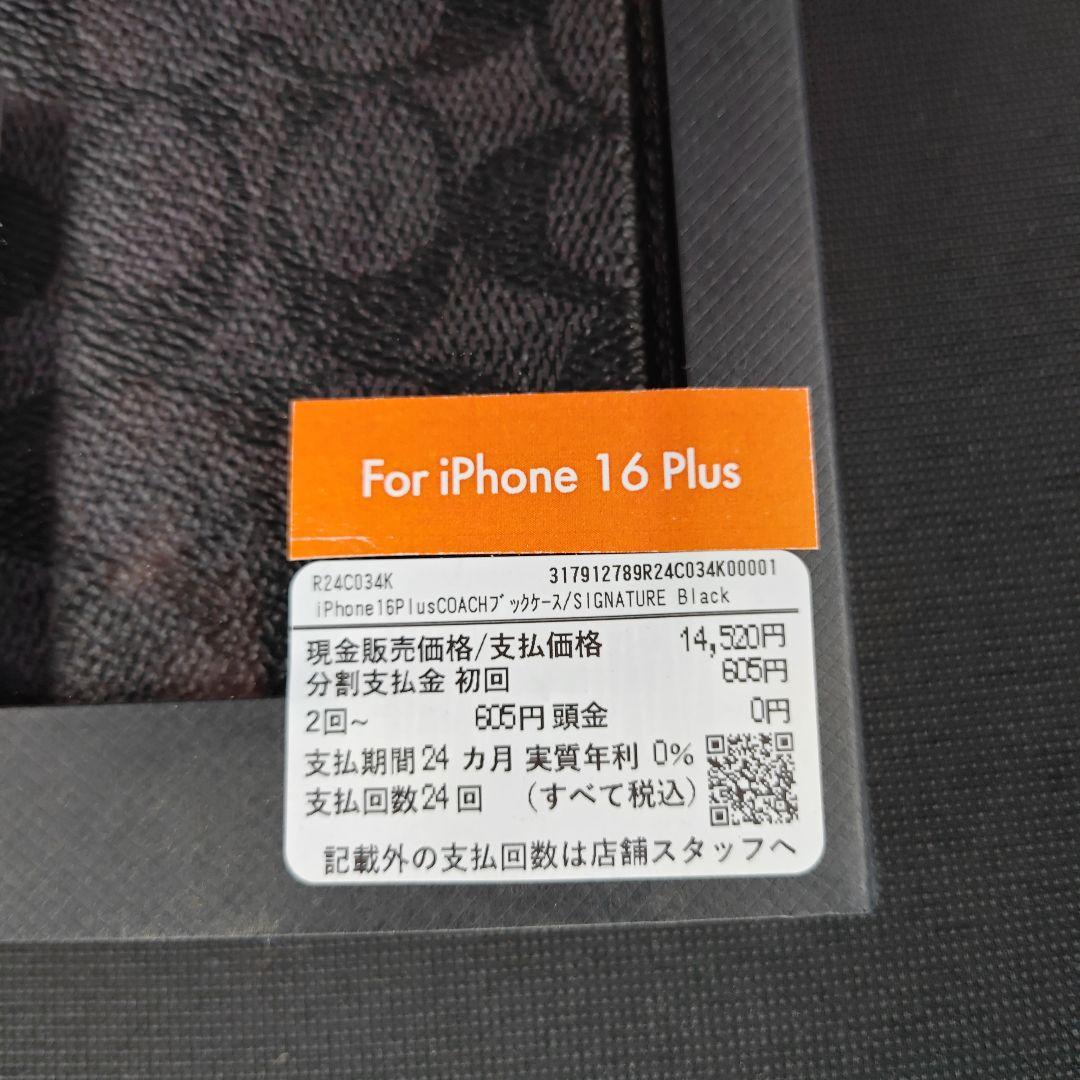 For iPhone 16 Plus
R24C034K 317912789R24C034K00001
iPhone16PlusCOACHブックケース/SIGNATURE Black
現金販売価格/支払価格 14,520円
分割支払金 初回 605円
2回~ 605円 頭金 0円
支払期間24 カ月 実質年利 0%
支払回数24 回 (すべて税込)
記載外の支払回数は店舗スタッフへ